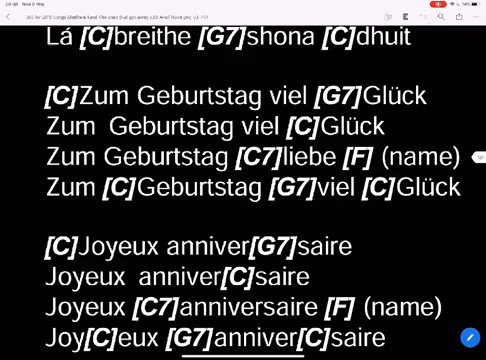 Lá [C]breithe [G7]shona [C]dhuit
[C]Zum Geburtstag viel [G7]Glück
Zum Geburtstag viel [C]Glück
Zum Geburtstag [C7]liebe [F] (name)
Zum [C]Geburtstag [G7]viel [C]Glück
[C]Joyeux anniver[G7]saire
Joyeux anniver[C]saire
Joyeux [C7]anniversaire [F] (name)
Joy[C]eux [G7]anniver[C]saire